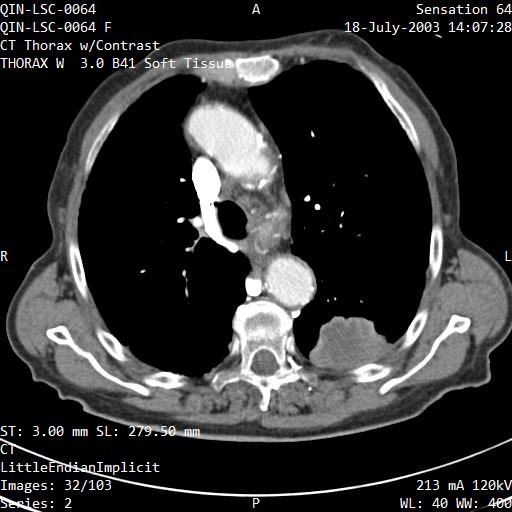 QIN-LSC-0064 A Sensation 64
QIN-LSC-0064 F 18-July-2003 14:07:28
CT Thorax w/Contrast
THORAX W 3.0 B41 Soft Tissue
R L
ST: 3.00 mm SL: 279.50 mm
CT
LittleEndianImplicit
Images: 32/103 213 mA 120kV
Series: 2 P WL: 40 WW: 400